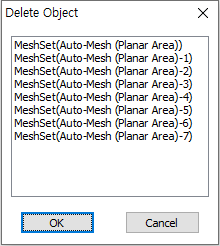 Delete Object
MeshSet(Auto-Mesh (Planar Area))
MeshSet(Auto-Mesh (Planar Area)-1)
MeshSet(Auto-Mesh (Planar Area)-2)
MeshSet(Auto-Mesh (Planar Area)-3)
MeshSet(Auto-Mesh (Planar Area)-4)
MeshSet(Auto-Mesh (Planar Area)-5)
MeshSet(Auto-Mesh (Planar Area)-6)
MeshSet(Auto-Mesh (Planar Area)-7)
OK Cancel